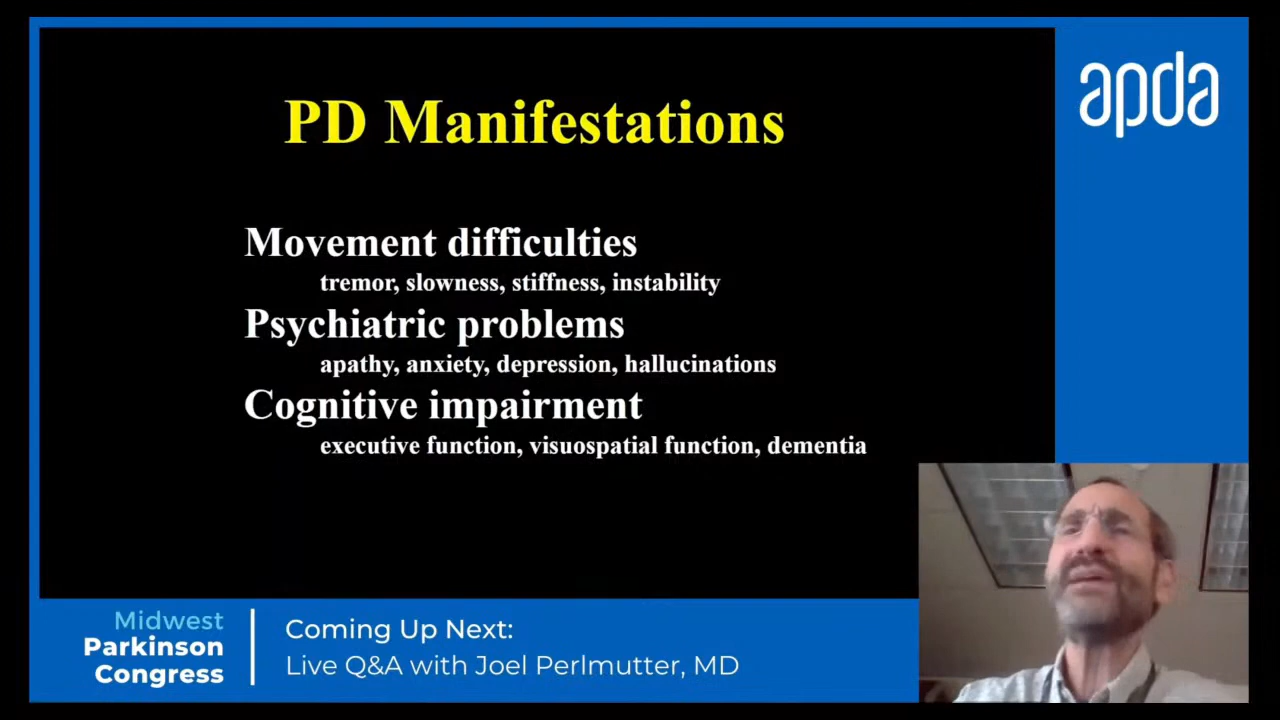 PD Manifestations
Movement difficulties
tremor, slowness, stiffness, instability
Psychiatric problems
apathy, anxiety, depression, hallucinations
Cognitive impairment
executive function, visuospatial function, dementia
apda
Midwest
Parkinson
Congress
Coming Up Next:
Live Q&A with Joel Perlmutter, MD